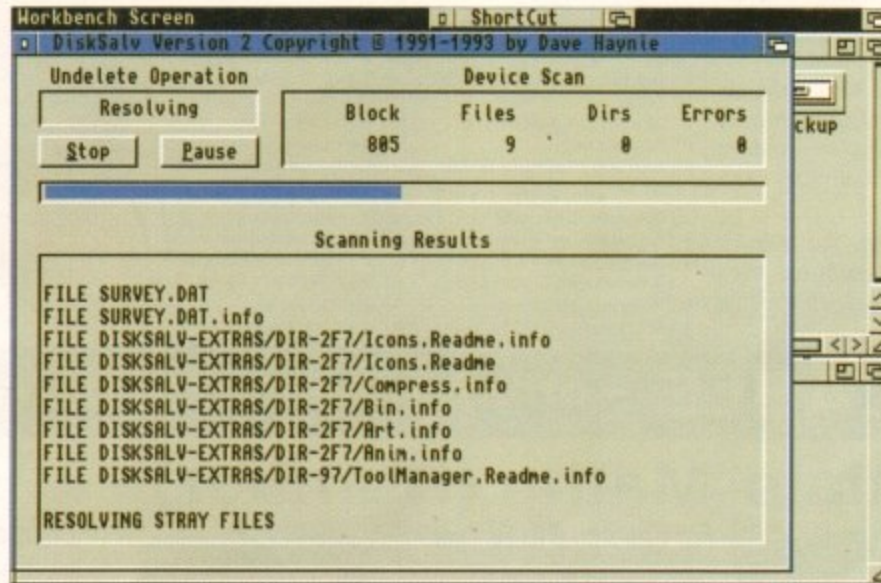 Workbench Screen
ShortCut
DiskSalv Version 2 Copyright © 1991-1993 by Dave Haynie
Undelete Operation
Device Scan
Resolving
Block Files Dirs Errors
805 9 0 0
Stop Pause
ckup
Scanning Results
FILE SURVEY.DAT
FILE SURVEY.DAT.info
FILE DISKSALV-EXTRAS/DIR-2F7/Icons.Readme.info
FILE DISKSALV-EXTRAS/DIR-2F7/Icons.Readme
FILE DISKSALV-EXTRAS/DIR-2F7/Compress.info
FILE DISKSALV-EXTRAS/DIR-2F7/Bin.info
FILE DISKSALV-EXTRAS/DIR-2F7/Art.info
FILE DISKSALV-EXTRAS/DIR-2F7/Anim.info
FILE DISKSALV-EXTRAS/DIR-97/ToolManager.Readme.info
RESOLVING STRAY FILES